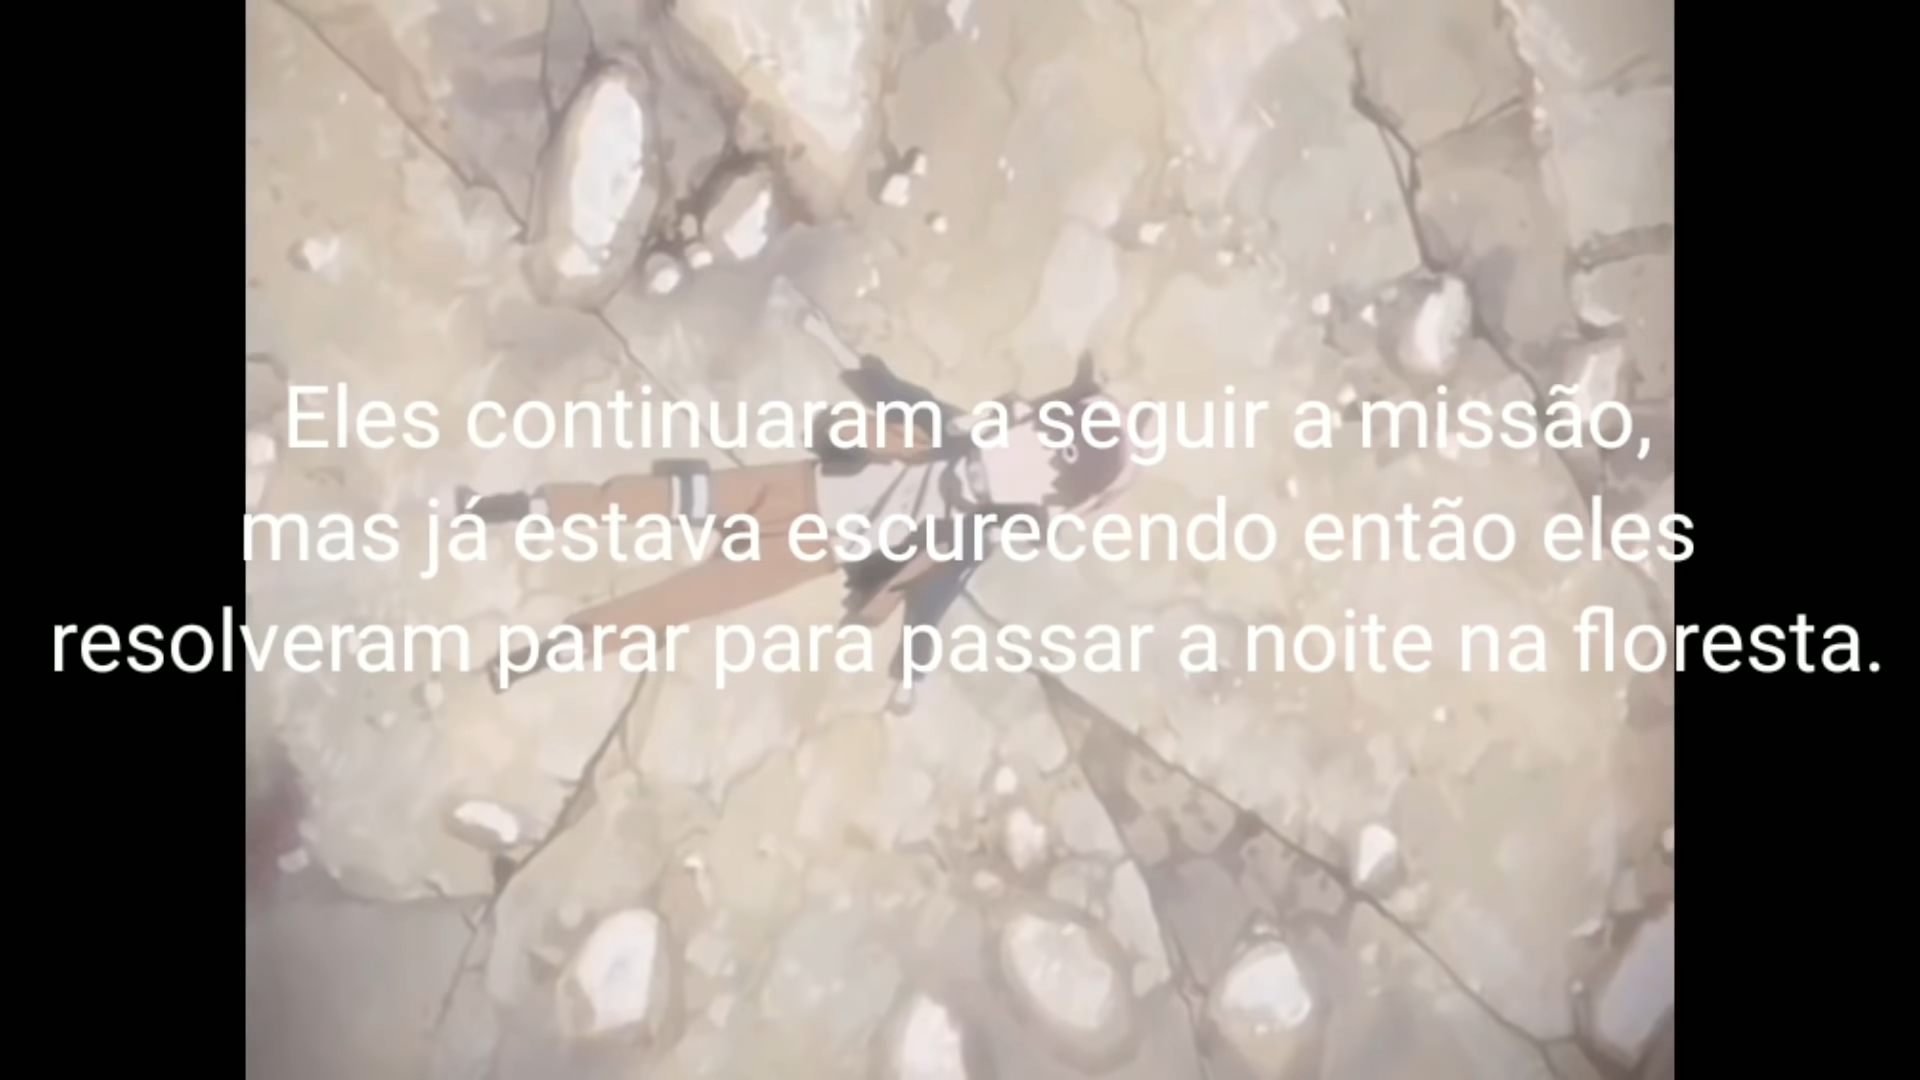 Eles continuaram a seguir a missão,
mas já estava escurecendo então eles
resolveram parar para passar a noite na floresta.